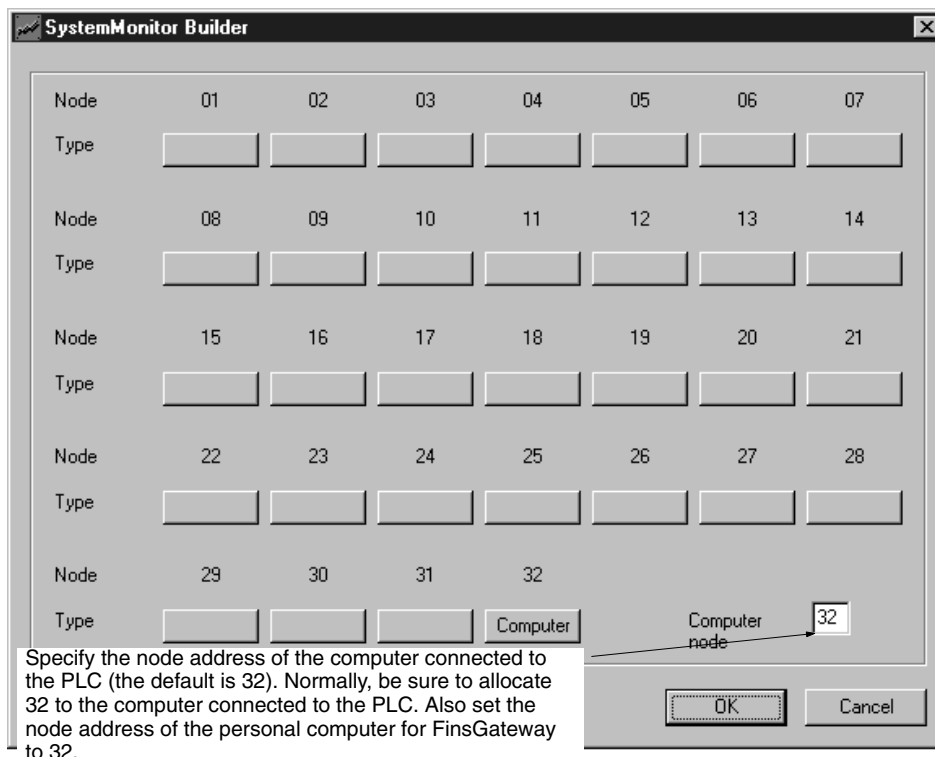 SystemMonitor Builder
Node 01 02 03 04 05 06 07
Type
Node 08 09 10 11 12 13 14
Type
Node 15 16 17 18 19 20 21
Type
Node 22 23 24 25 26 27 28
Type
Node 29 30 31 32
Type Computer Computer node 32
Specify the node address of the computer connected to
the PLC (the default is 32). Normally, be sure to allocate
32 to the computer connected to the PLC. Also set the
node address of the personal computer for FinsGateway
to 32.
OK Cancel